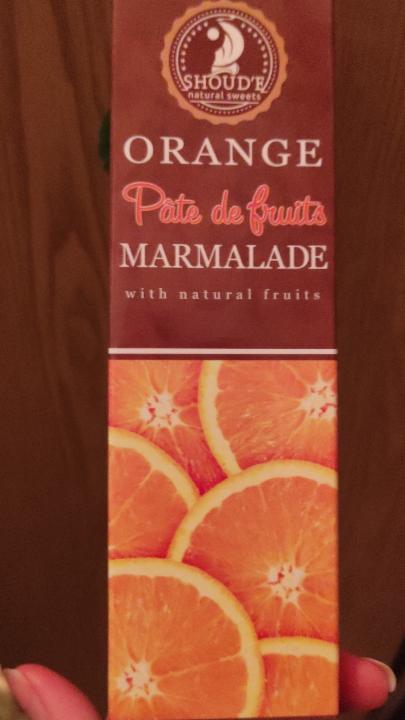 SHOUD'E
natural sweets
ORANGE
Pâte de fruits
MARMALADE
with natural fruits